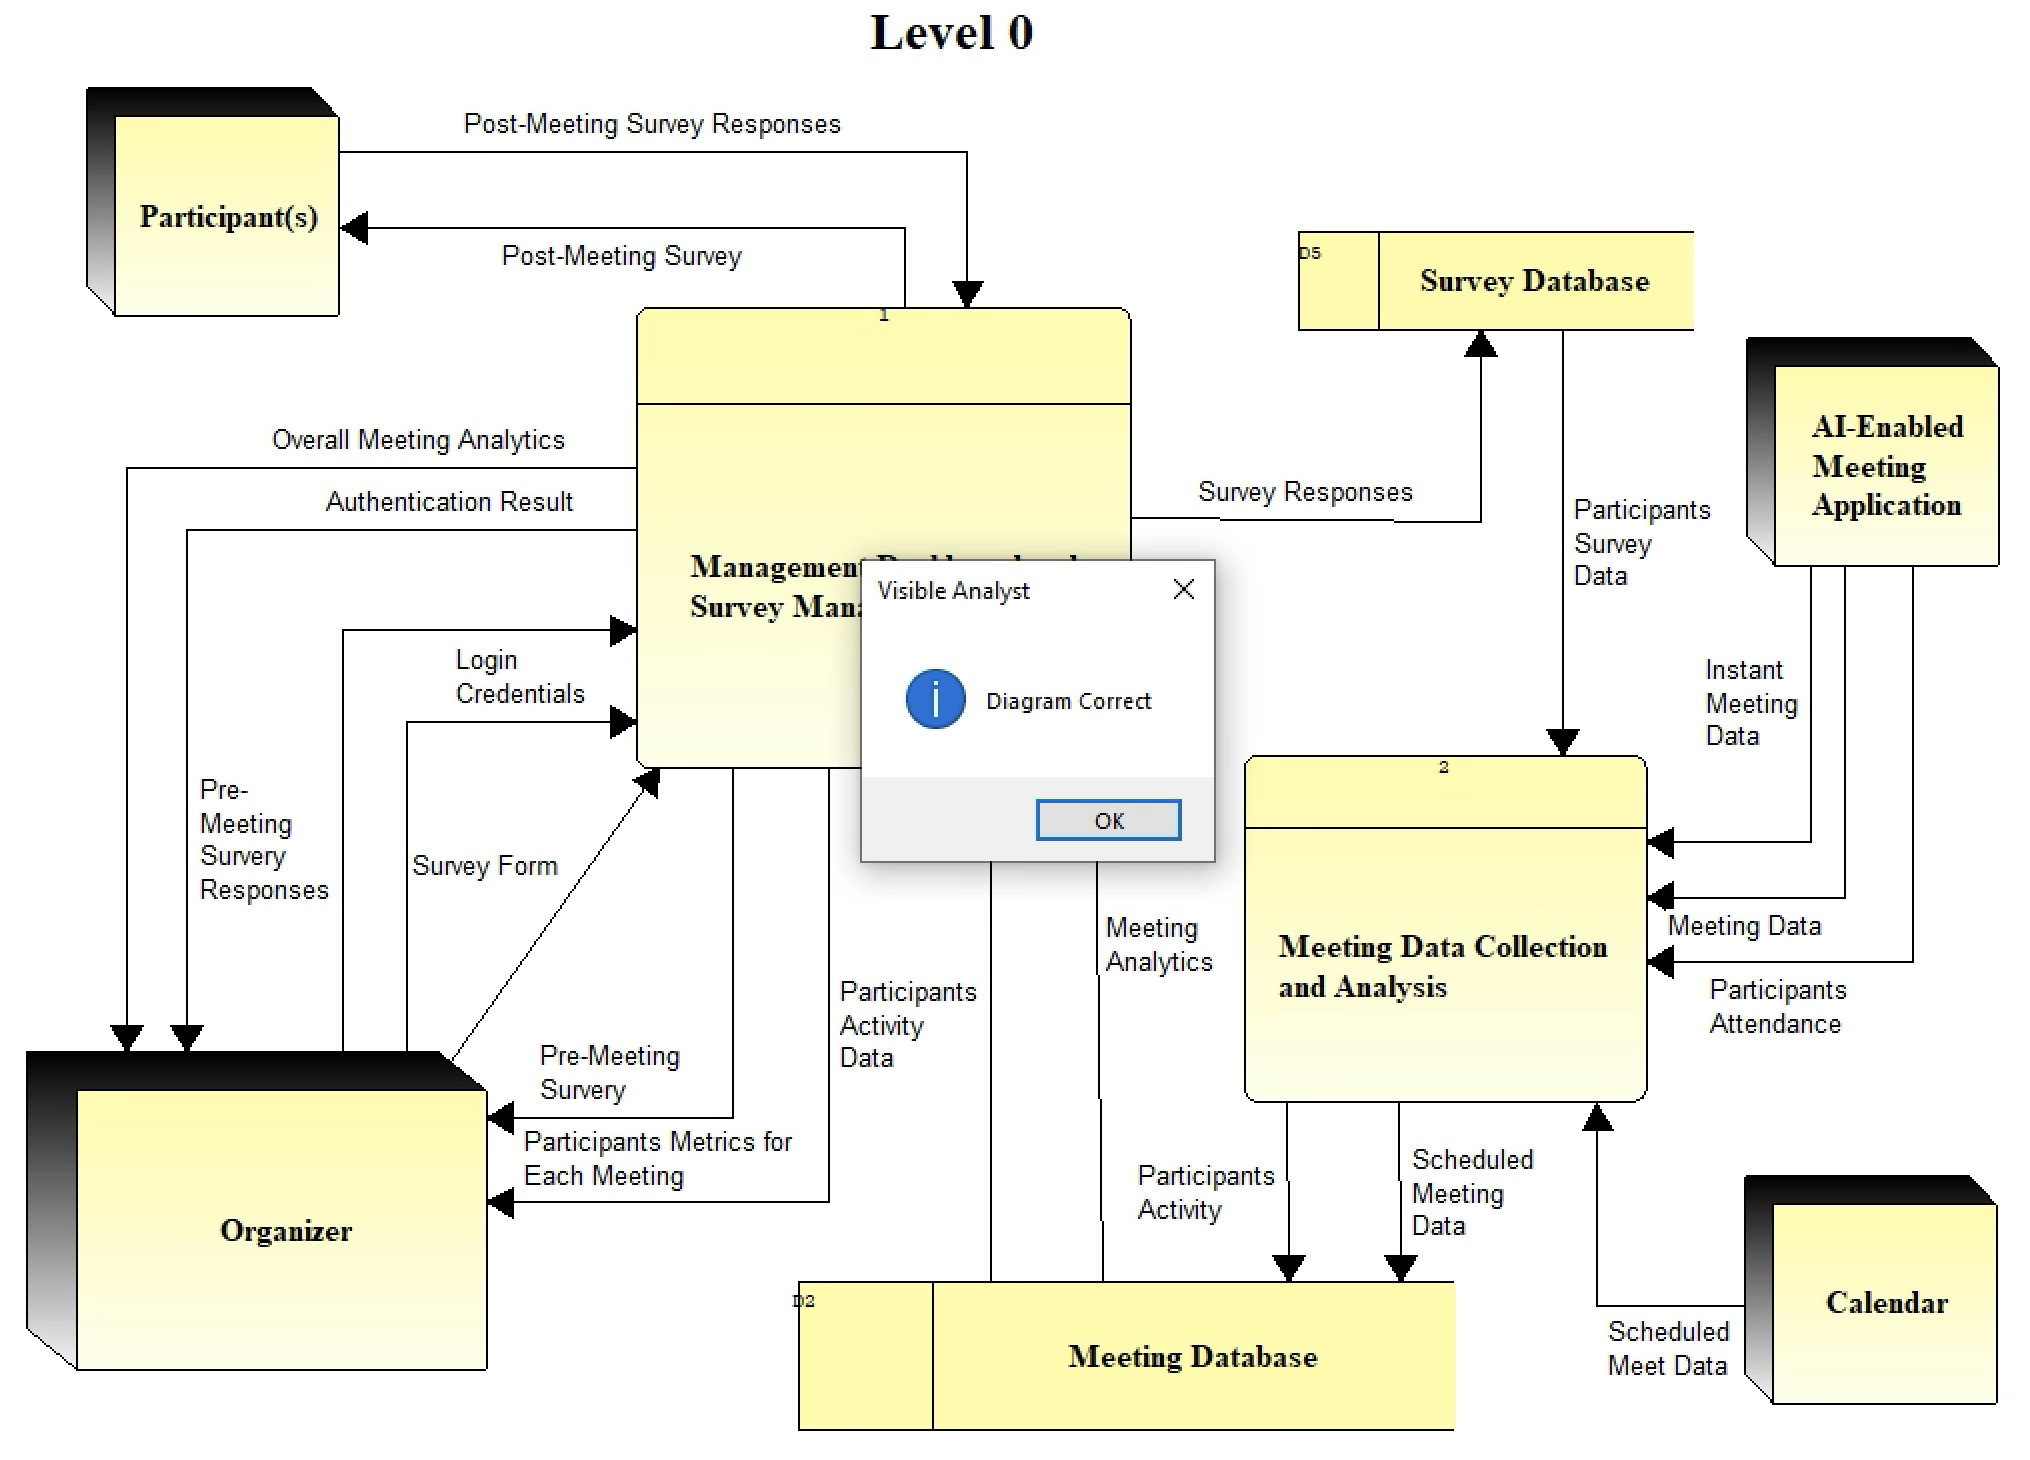 Level 0
Post-Meeting Survey Responses
Participant(s)
Post-Meeting Survey
D5
Survey Database
1
AI-Enabled
Meeting
Application
Overall Meeting Analytics
Authentication Result
Survey Responses
Participants
Survey
Data
Management
Survey
Visible Analyst
Diagram Correct
OK
Login
Credentials
Instant
Meeting
Data
2
Pre-
Meeting
Survery
Responses
Survey Form
Meeting Data
Meeting
Analytics
Meeting Data Collection
and Analysis
Participants
Attendance
Participants
Activity
Data
Pre-Meeting
Survery
Participants Metrics for
Each Meeting
Participants
Activity
Scheduled
Meeting
Data
Organizer
D2
Meeting Database
Calendar
Scheduled
Meet Data